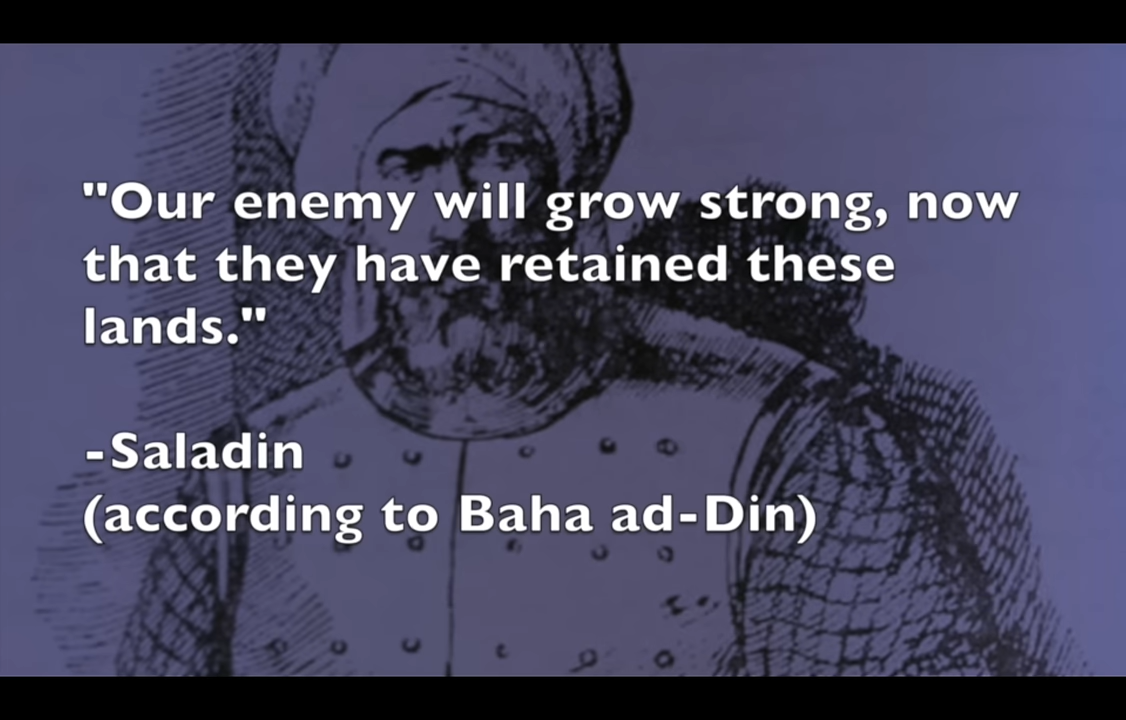 "Our enemy will grow strong, now
that they have retained these
lands."
-Saladin
(according to Baha ad-Din)